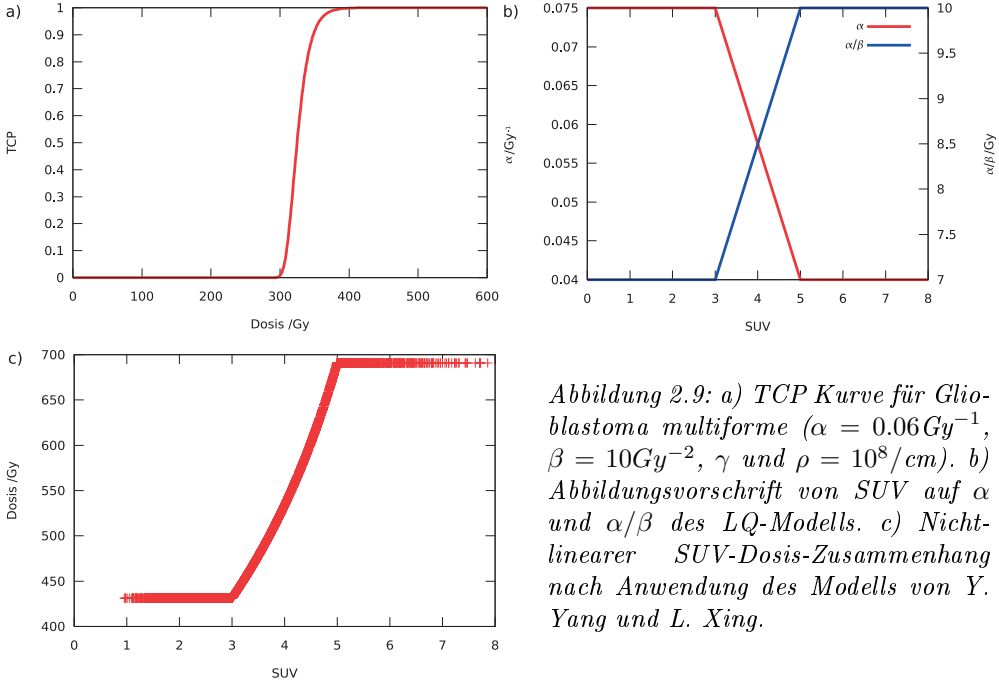 a)
1
0.9
0.8
0.7
0.6
0.5
0.4
0.3
0.2
0.1
0
TCP
0 100 200 300 400 500 600
Dosis /Gy
b)
0.075
0.07
0.065
0.06
0.055
0.05
0.045
0.04
α/Gy⁻¹
α
α/β
10
9.5
9
8.5
8
7.5
7
α/β/Gy
0 1 2 3 4 5 6 7 8
SUV
c)
700
650
600
550
500
450
400
Dosis/Gy
0 1 2 3 4 5 6 7 8
SUV
Abbildung 2.9: a) TCP Kurve für Glio-
blastoma multiforme (α = 0.06Gy⁻¹,
β = 10Gy⁻², γ und ρ = 10⁸/cm). b)
Abbildungsvorschrift von SUV auf α
und α/β des LQ-Modells. c) Nicht-
linearer SUV-Dosis-Zusammenhang
nach Anwendung des Modells von Y.
Yang und L. Xing.